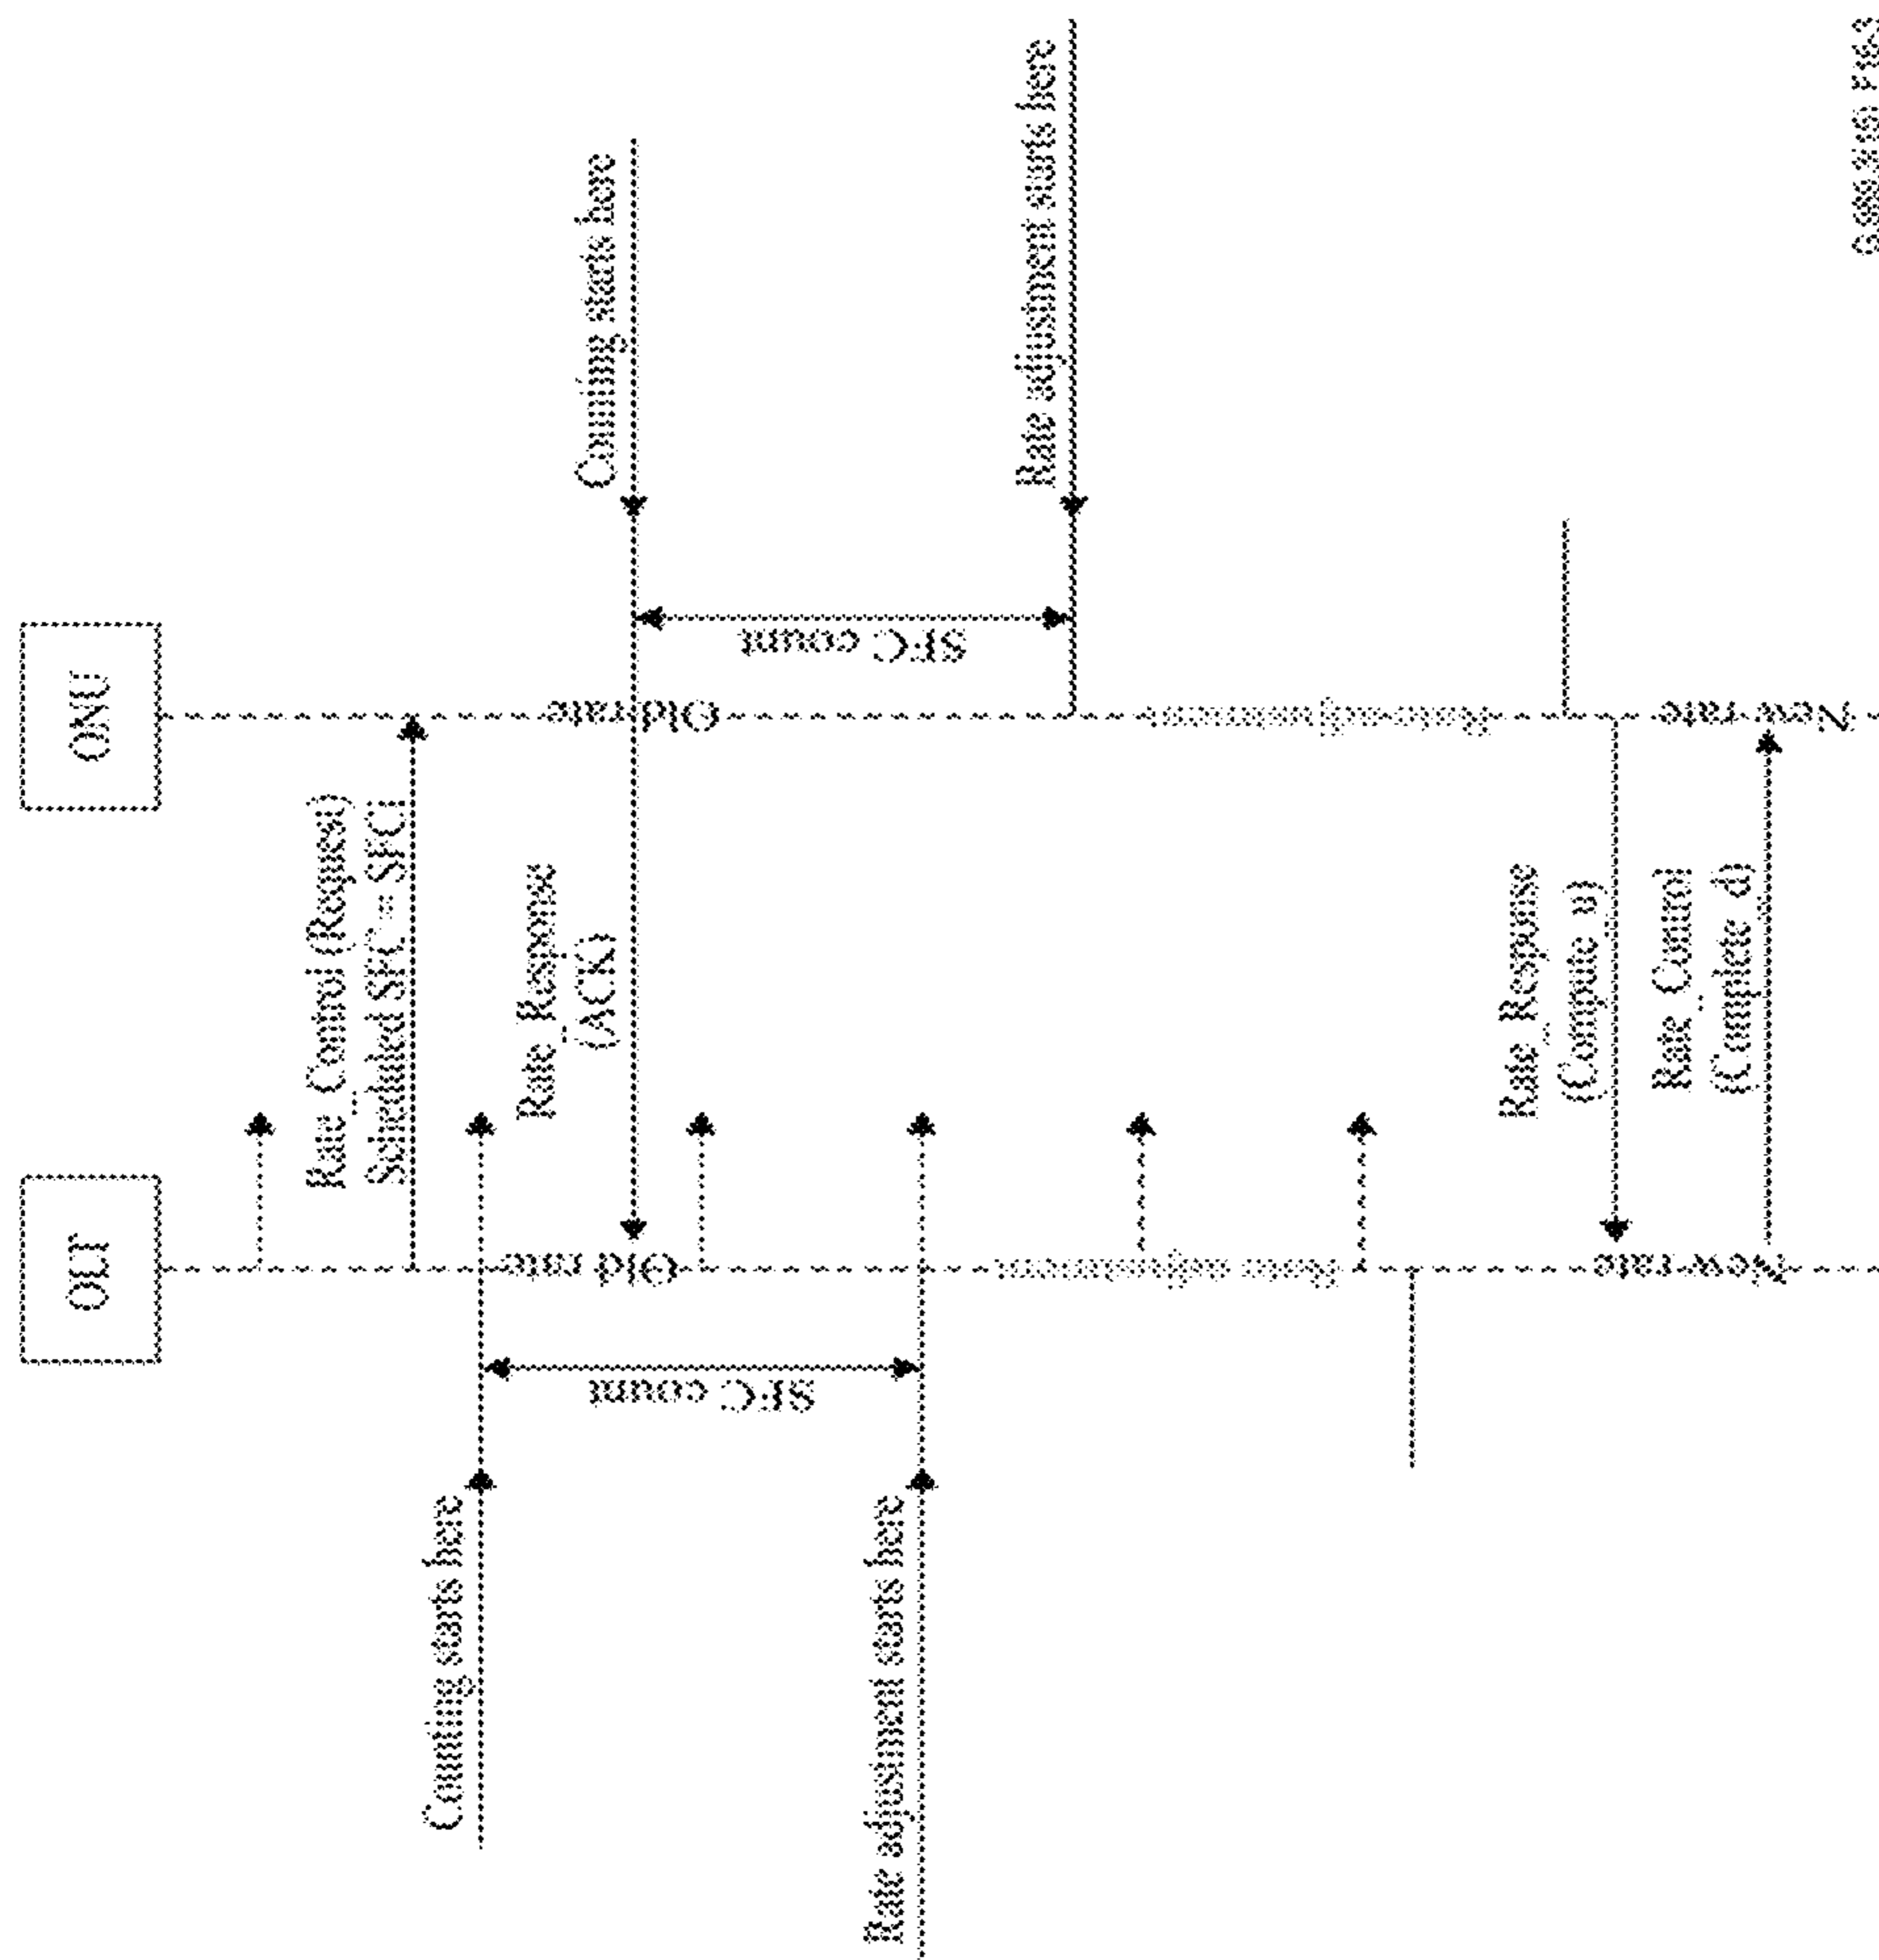 OLT
ONU
Rate_Control (Request)
Scheduled SFC = SFCi
Counting starts here
Rate_Response
(ACK)
Counting starts here
Old rate
Old rate
SFC count
SFC count
Rate adjustment starts here
Rate adjustment starts here
Rate adjustment
Rate adjustment
Rate_Response
(Complete_u)
New rate
New rate
Rate_Control
(Complete_d)